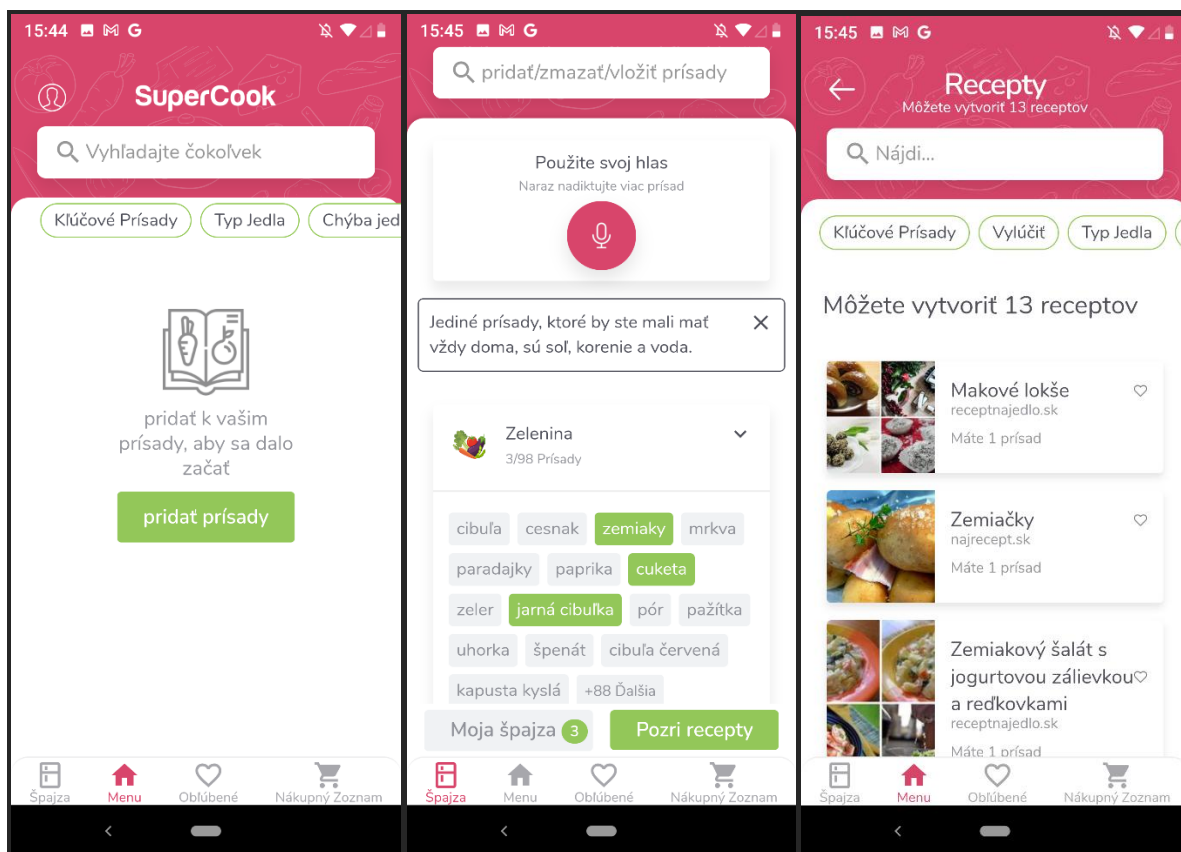 15:44
SuperCook
Vyhľadajte čokoľvek
Kľúčové Prísady
Typ Jedla
Chýba jed
pridať k vašim
prísady, aby sa dalo
začať
pridať prísady
Špajza
Menu
Obľúbené
Nákupný Zoznam
15:45
pridať/zmazať/vložiť prísady
Použite svoj hlas
Naraz nadiktujte viac prísad
Jediné prísady, ktoré by ste mali mať
vždy doma, sú soľ, korenie a voda.
Zelenina
3/98 Prísady
cibuľa cesnak zemiaky mrkva
paradajky paprika cuketa
zeler jarná cibuľka pór pažítka
uhorka špenát cibuľa červená
kapusta kyslá +88 Ďalšia
Moja špajza 3
Pozri recepty
Špajza
Menu
Obľúbené
Nákupný Zoznam
15:45
Recepty
Môžete vytvoriť 13 receptov
Nájdi...
Kľúčové Prísady
Vylúčiť
Typ Jedla
Môžete vytvoriť 13 receptov
Makové lokše
receptnajedlo.sk
Máte 1 prísad
Zemiačky
najrecept.sk
Máte 1 prísad
Zemiakový šalát s
jogurtovou zálievkou
a reďkovkami
receptnajedlo.sk
Máte 1 prísad
Špajza
Menu
Obľúbené
Nákupný Zoznam